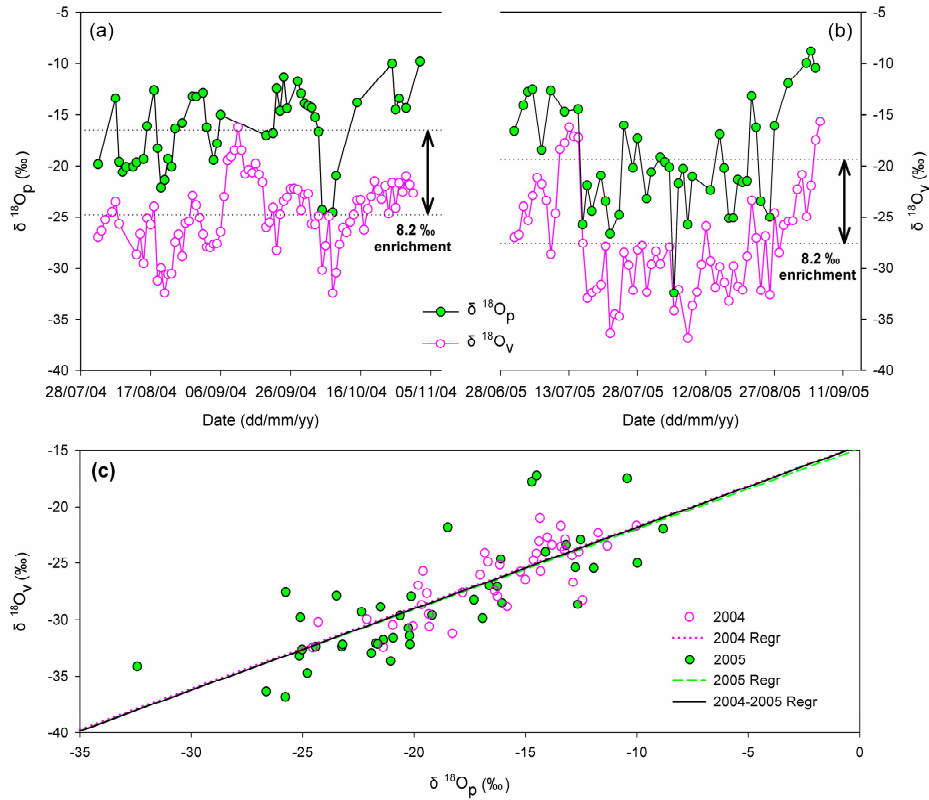 (a)
-5
-10
-15
-20
-25
-30
-35
-40
δ 18Op (‰)
28/07/04 17/08/04 06/09/04 26/09/04 16/10/04 05/11/04
Date (dd/mm/yy)
8.2 ‰
enrichment
δ 18Op
δ 18Ov
(b)
-5
-10
-15
-20
-25
-30
-35
-40
δ 18Ov (‰)
28/06/05 13/07/05 28/07/05 12/08/05 27/08/05 11/09/05
Date (dd/mm/yy)
8.2 ‰
enrichment
(c)
-15
-20
-25
-30
-35
-40
δ 18Ov (‰)
2004
2004 Regr
2005
2005 Regr
2004-2005 Regr
-35 -30 -25 -20 -15 -10 -5 0
δ 18Op (‰)